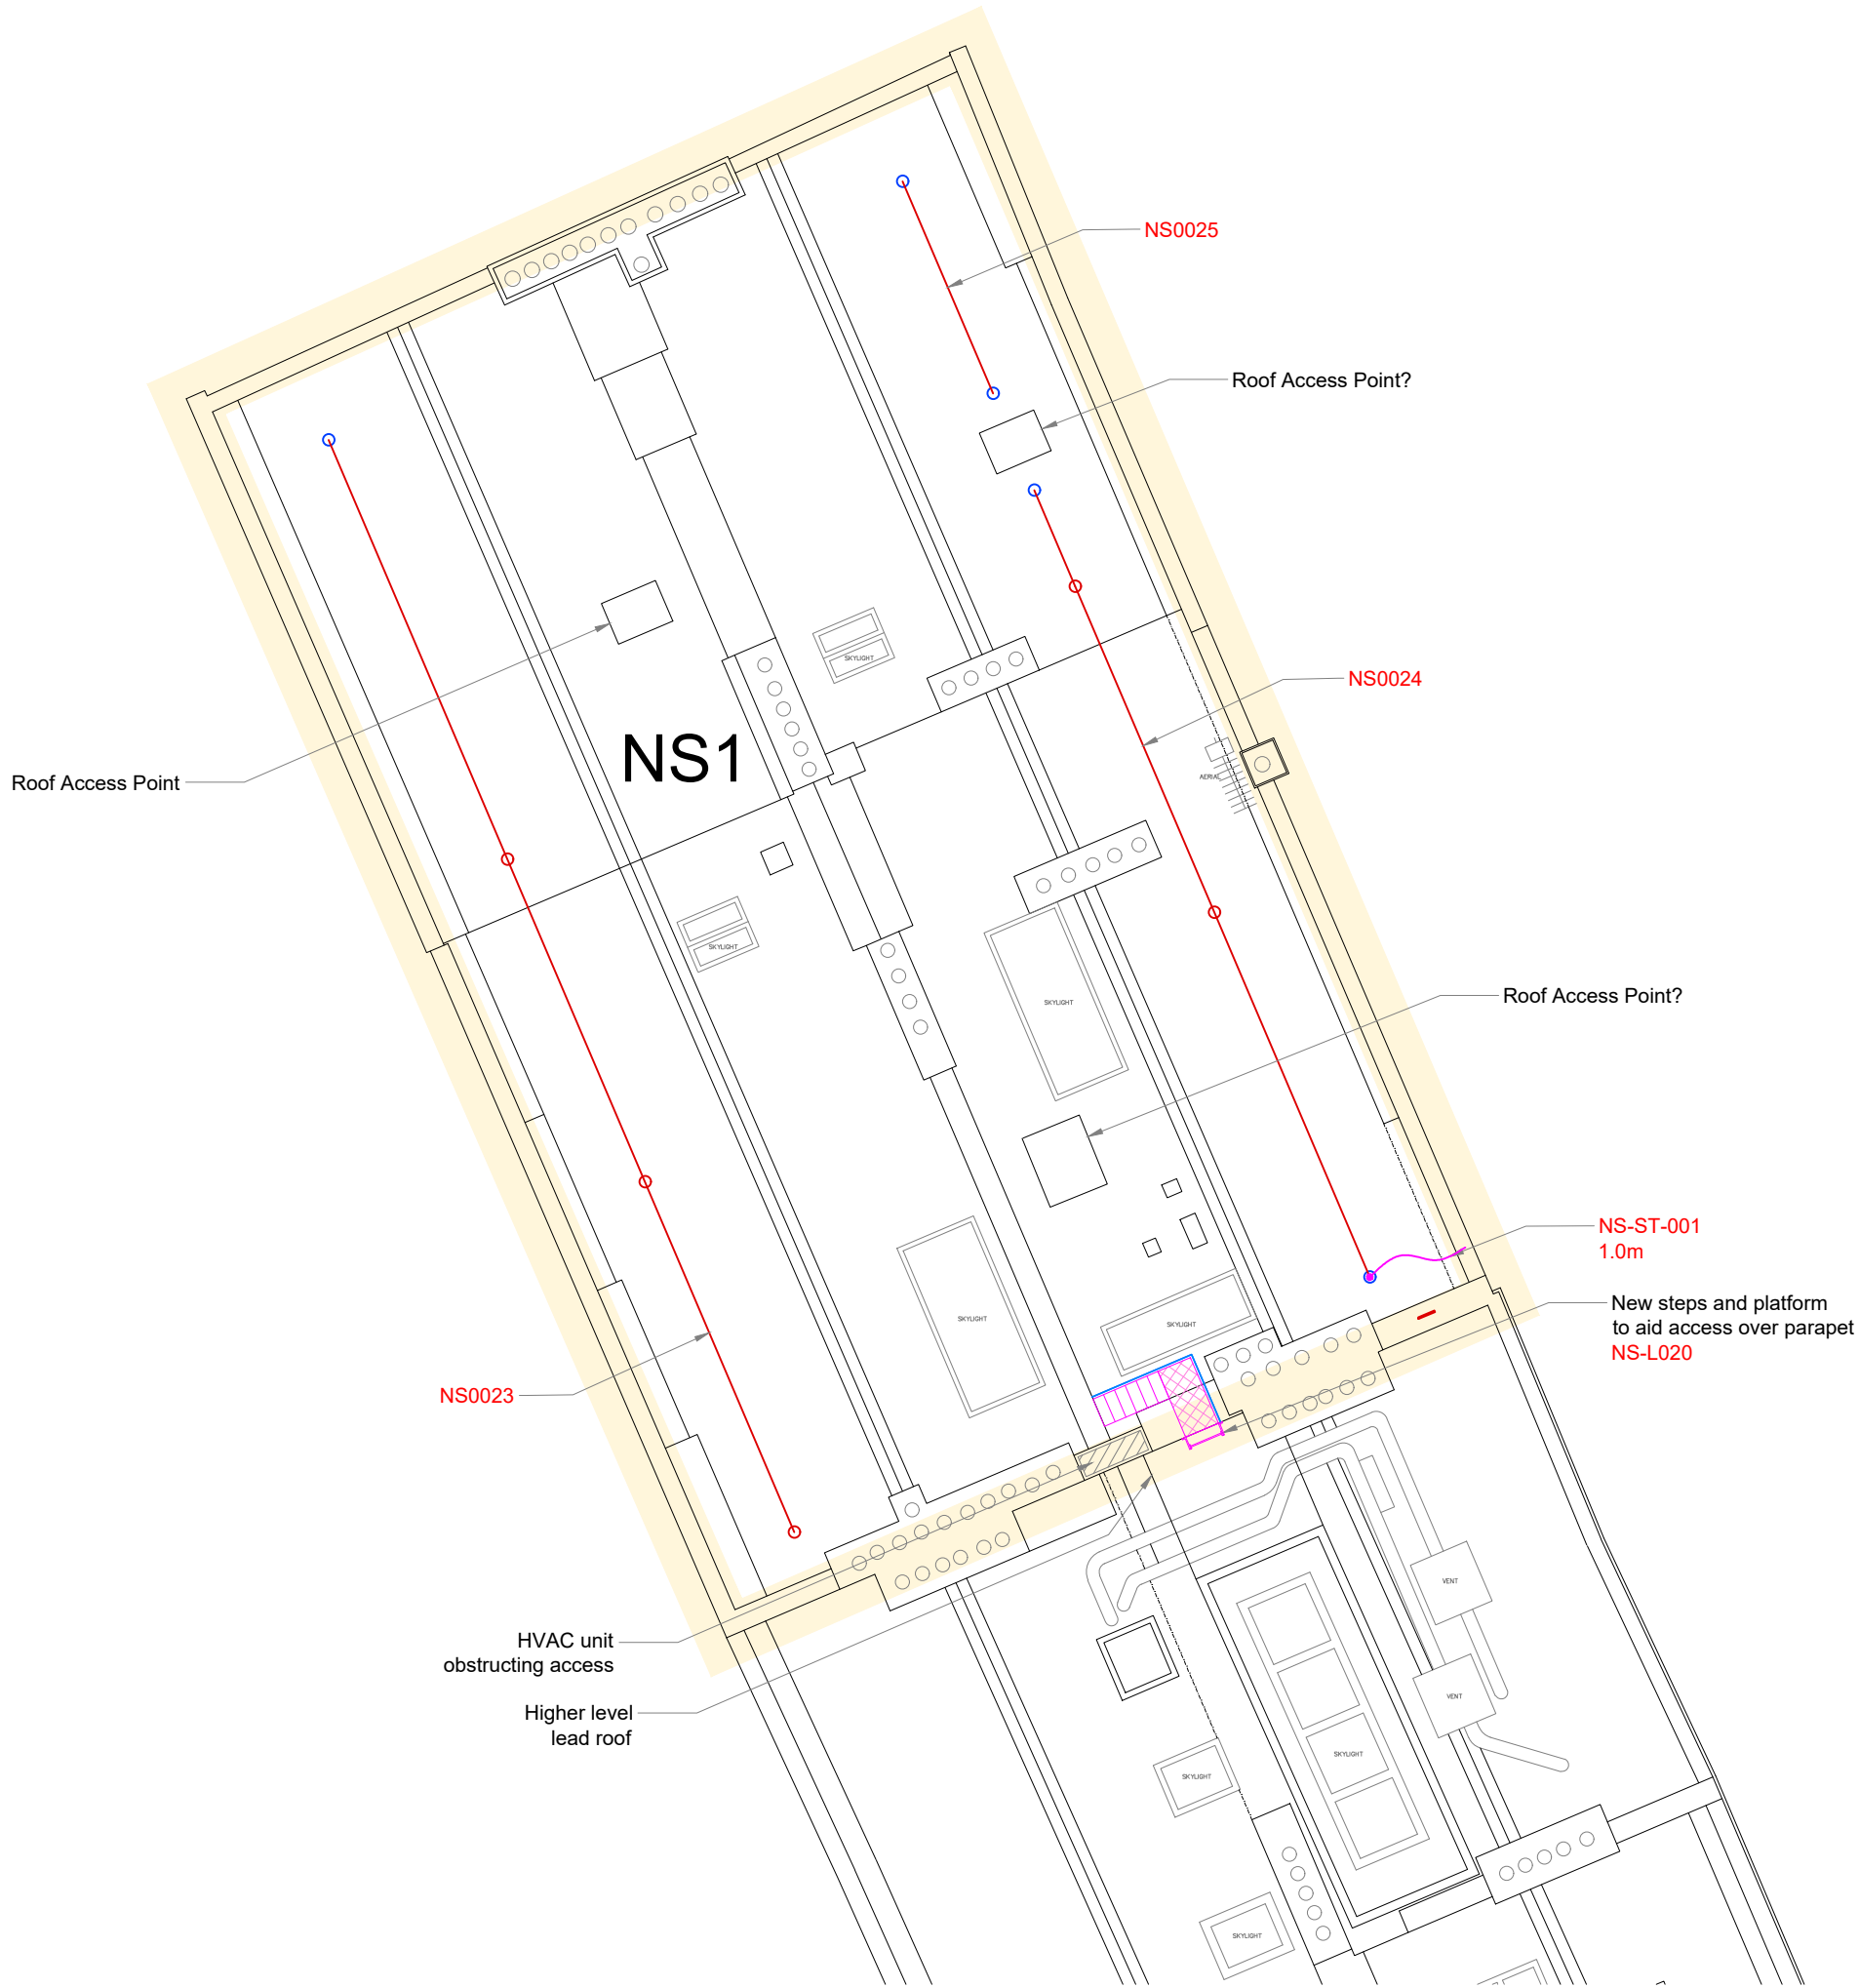 NS0025
Roof Access Point?
SKYLIGHT
NS0024
NS1
AERIAL
Roof Access Point
SKYLIGHT
Roof Access Point?
SKYLIGHT
NS-ST-001
1.0m
New steps and platform
to aid access over parapet
NS-L020
SKYLIGHT
SKYLIGHT
NS0023
HVAC unit
obstructing access
VENT
Higher level
lead roof
VENT
SKYLIGHT
SKYLIGHT
SKYLIGHT